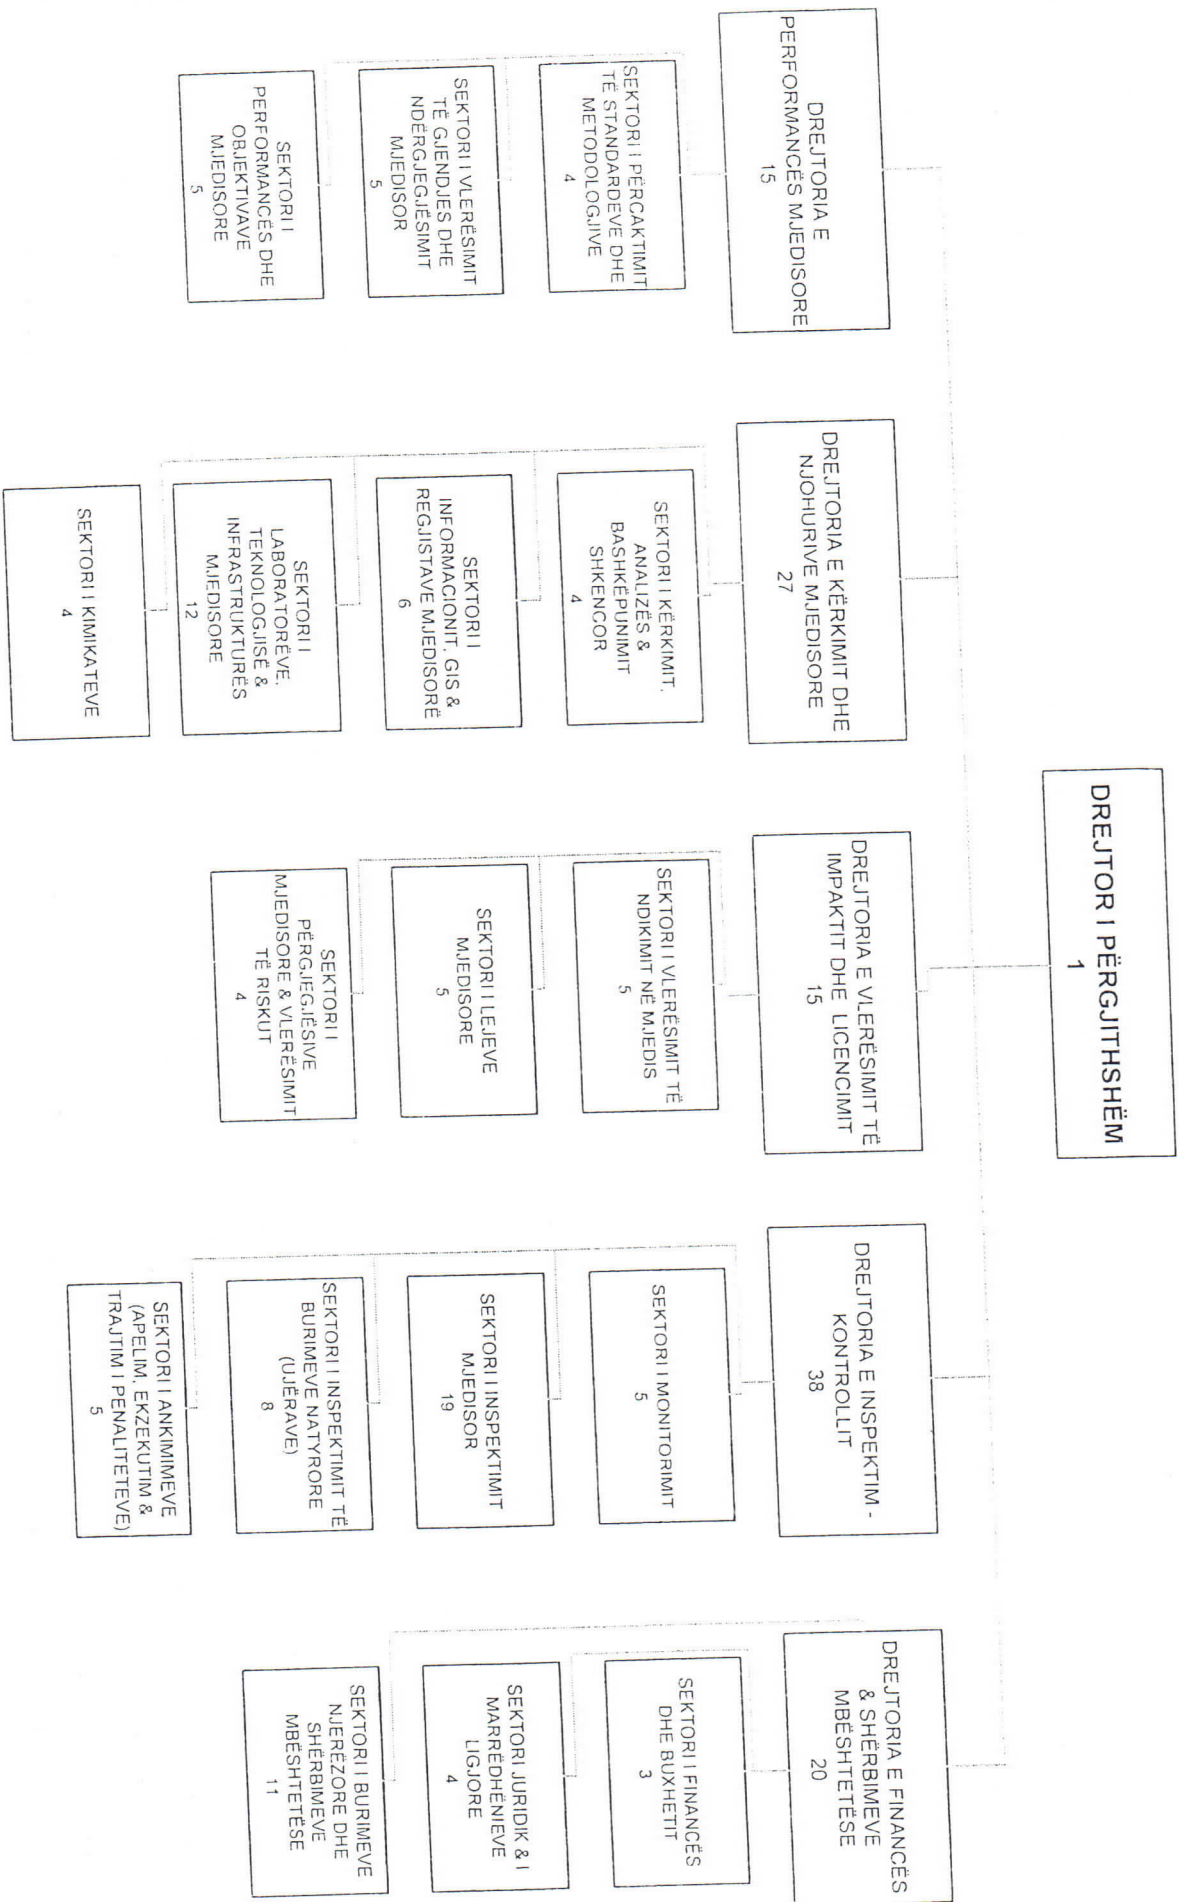 DREJTOR I PËRGJITHSHËM
1
DREJTORIA E
PERFORMANCËS MJEDISORE
15
SEKTORI I PËRCAKTIMIT
TË STANDARDEVE DHE
METODOLOGJIVE
4
SEKTORI I VLERËSIMIT
TË GJENDJES DHE
NDËRGJEGJËSIMIT
MJEDISOR
5
SEKTORI I
PERFORMANCËS DHE
OBJEKTIVAVE
MJEDISORE
5
DREJTORIA E KËRKIMIT DHE
NJOHURIVE MJEDISORE
27
SEKTORI I KËRKIMIT,
ANALIZËS &
BASHKËPUNIMIT
SHKENCOR
4
SEKTORI I
INFORMACIONIT, GIS &
REGJISTAVE MJEDISORË
6
SEKTORI I
LABORATORËVE,
TEKNOLOGJISË &
INFRASTRUKTURËS
MJEDISORE
12
SEKTORI I KIMIKATEVE
4
DREJTORIA E VLERËSIMIT TË
IMPAKTIT DHE LICENCIMIT
15
SEKTORI I VLERËSIMIT TË
NDIKIMIT NË MJEDIS
5
SEKTORI I LEJEVE
MJEDISORE
5
SEKTORI I
PËRGJEGJËSIVE
MJEDISORE & VLERËSIMIT
TË RISKUT
4
DREJTORIA E INSPEKTIM -
KONTROLLIT
38
SEKTORI I MONITORIMIT
5
SEKTORI I INSPEKTIMIT
MJEDISOR
19
SEKTORI I INSPEKTIMIT TË
BURIMEVE NATYRORE
(UJËRAVE)
8
SEKTORI I ANKIMIMEVE
(APELIM, EKZEKUTIM &
TRAJTIM I PENALITETEVE)
5
DREJTORIA E FINANCËS
& SHËRBIMEVE
MBËSHTETËSE
20
SEKTORI I FINANCËS
DHE BUXHETIT
3
SEKTORI JURIDIK & I
MARRËDHËNIEVE
LIGJORE
4
SEKTORI I BURIMEVE
NJERËZORE DHE
SHËRBIMEVE
MBËSHTETËSE
11